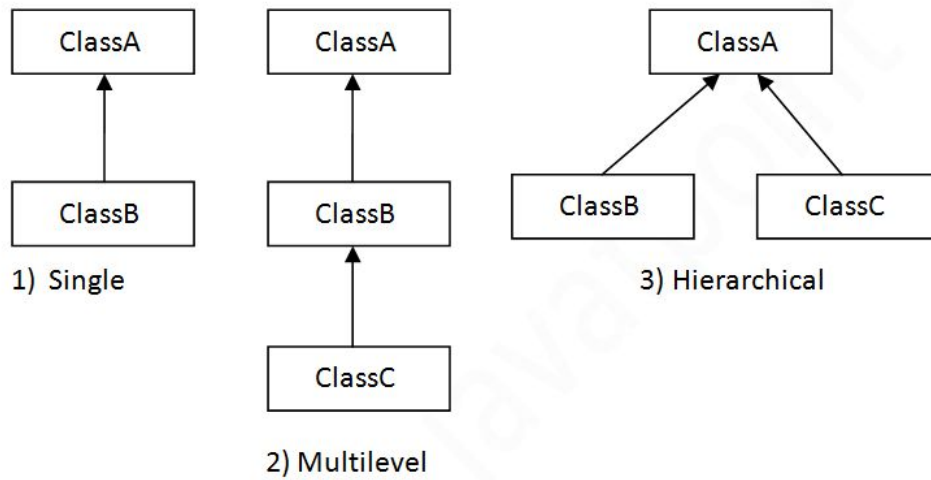 ClassA
ClassB
1) Single
ClassA
ClassB
ClassC
2) Multilevel
ClassA
ClassB
ClassC
3) Hierarchical